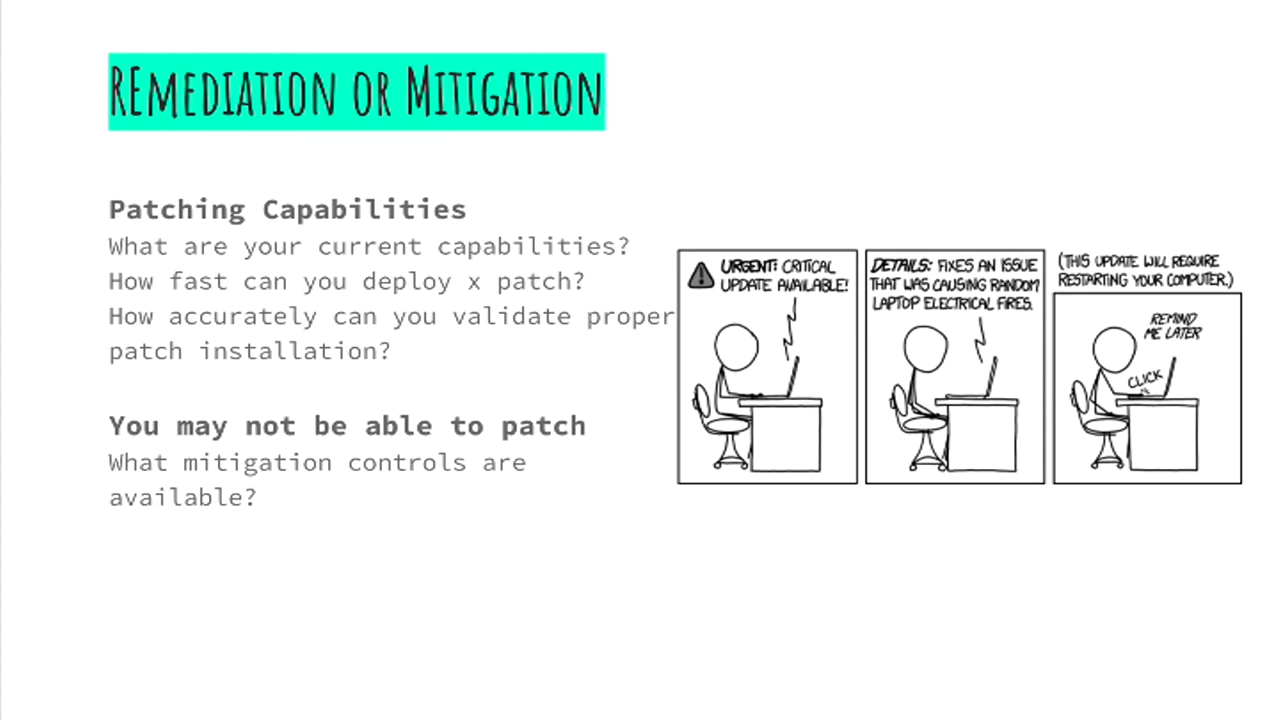 REmediation or Mitigation
Patching Capabilities
What are your current capabilities?
How fast can you deploy x patch?
How accurately can you validate proper
patch installation?
You may not be able to patch
What mitigation controls are
available?
URGENT: CRITICAL
UPDATE AVAILABLE!
DETAILS: FIXES AN ISSUE
THAT WAS CAUSING RANDOM
LAPTOP ELECTRICAL FIRES.
(THIS UPDATE WILL REQUIRE
RESTARTING YOUR COMPUTER.)
REMIND
ME LATER
CLICK